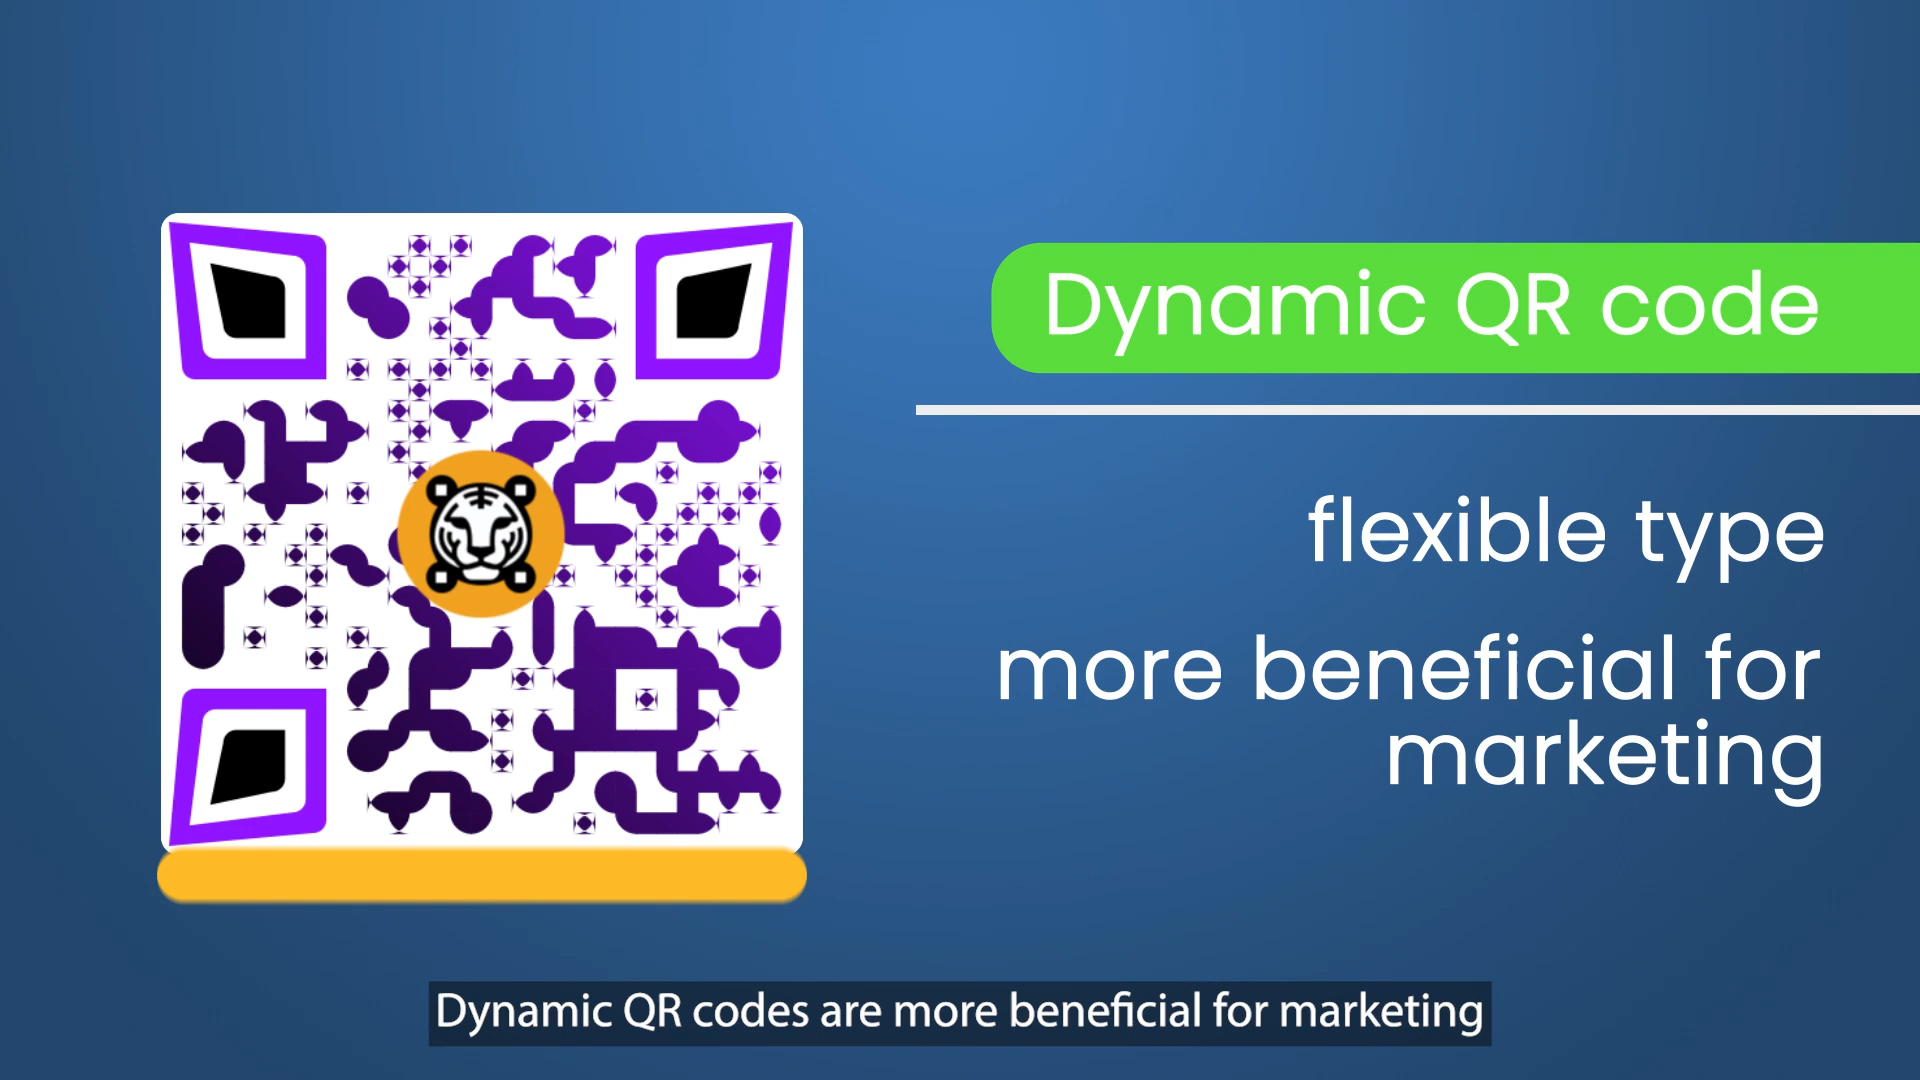 Dynamic QR code
flexible type
more beneficial for
marketing
Dynamic QR codes are more beneficial for marketing